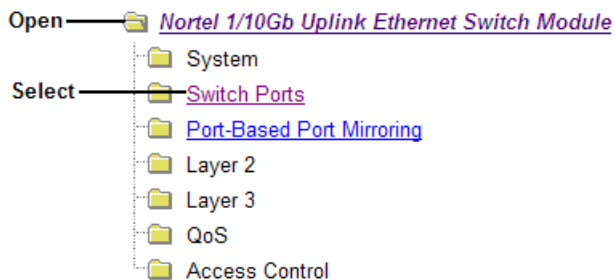 Open Nortel 1/10Gb Uplink Ethernet Switch Module
System
Select Switch Ports
Port-Based Port Mirroring
Layer 2
Layer 3
QoS
Access Control